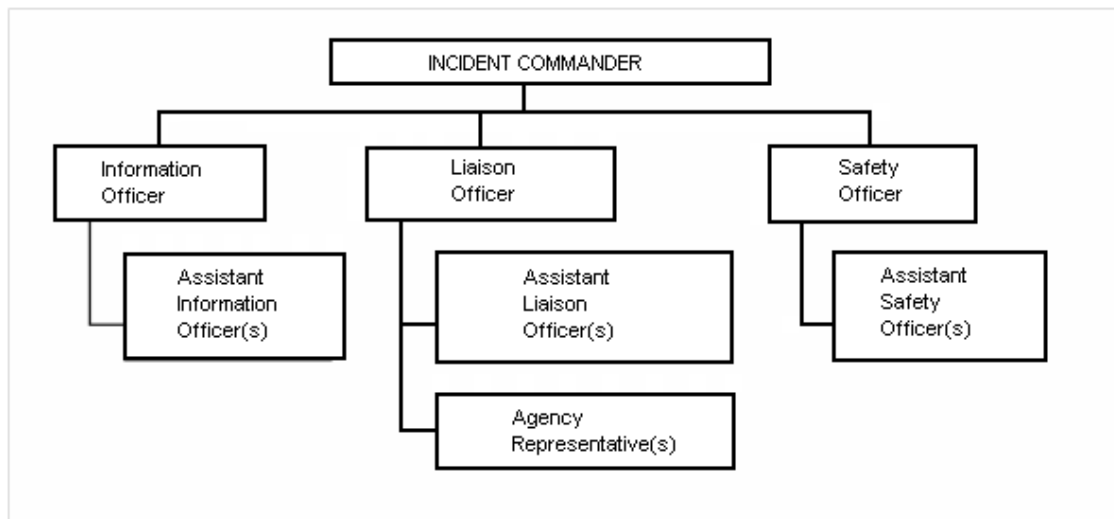 INCIDENT COMMANDER
Information
Officer
Liaison
Officer
Safety
Officer
Assistant
Information
Officer(s)
Assistant
Liaison
Officer(s)
Assistant
Safety
Officer(s)
Agency
Representative(s)